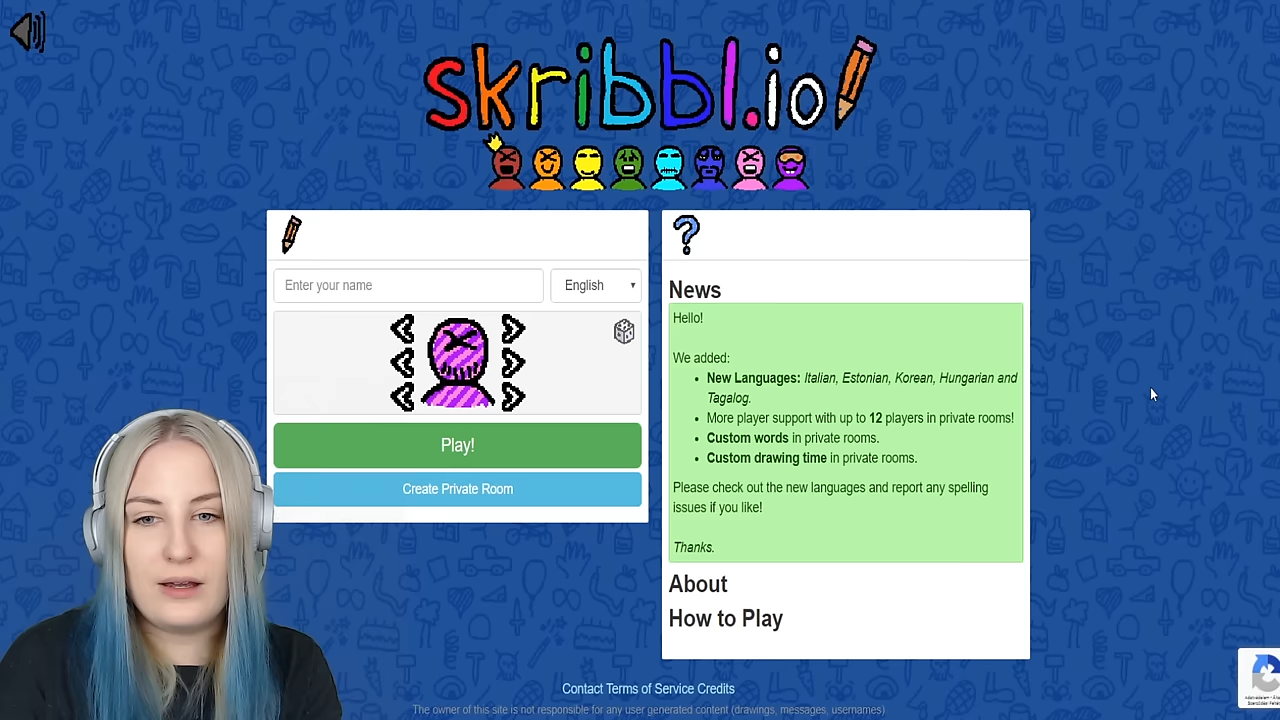 skribbl.io
Enter your name
English
Play!
Create Private Room
News
Hello!
We added:
New Languages: Italian, Estonian, Korean, Hungarian and
Tagalog.
More player support with up to 12 players in private rooms!
Custom words in private rooms.
Custom drawing time in private rooms.
Please check out the new languages and report any spelling
issues if you like!
Thanks.
About
How to Play
Contact Terms of Service Credits
The owner of this site is not responsible for any user generated content (drawings, messages, usernames)